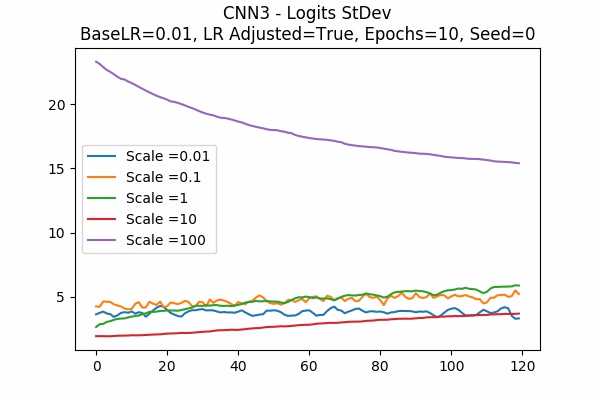 CNN3 - Logits StDev
BaseLR=0.01, LR Adjusted=True, Epochs=10, Seed=0
20
15
10
5
Scale =0.01
Scale =0.1
Scale =1
Scale =10
Scale =100
0 20 40 60 80 100 120